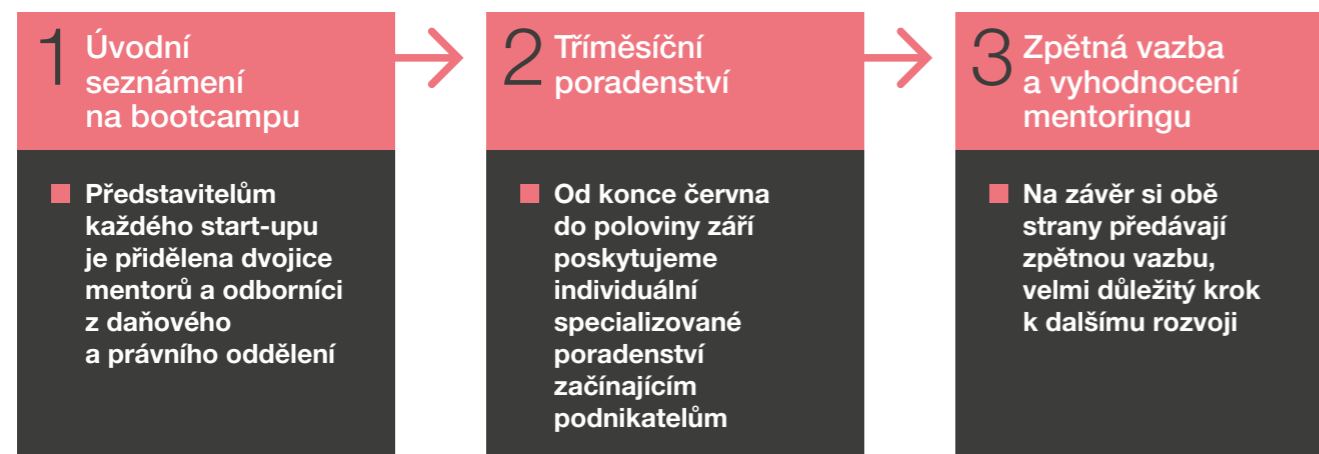 1 Úvodní
seznámení
na bootcampu
Představitelům
každého start-upu
je přidělena dvojice
mentorů a odborníci
z daňového
a právního oddělení
2 Tříměsíční
poradenství
Od konce června
do poloviny září
poskytujeme
individuální
specializované
poradenství
začínajícím
podnikatelům
3 Zpětná vazba
a vyhodnocení
mentoringu
Na závěr si obě
strany předávají
zpětnou vazbu,
velmi důležitý krok
k dalšímu rozvoji